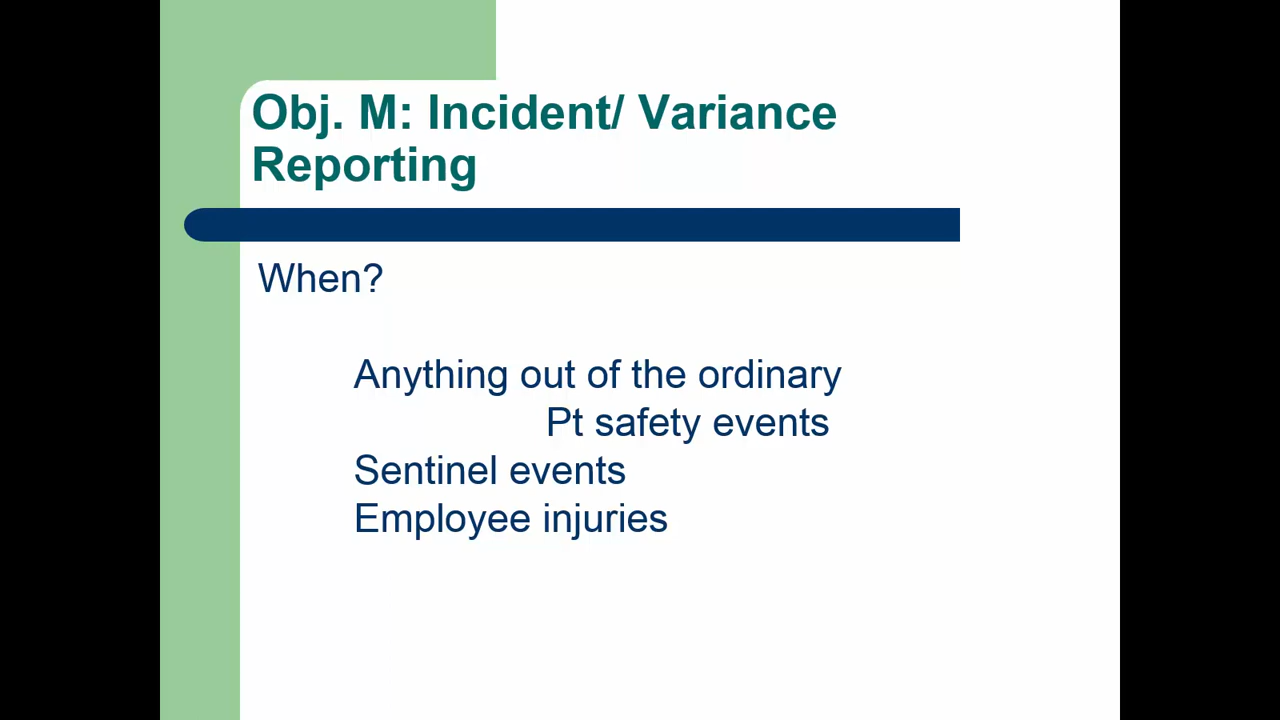 Obj. M: Incident/ Variance
Reporting
When?
Anything out of the ordinary
Pt safety events
Sentinel events
Employee injuries